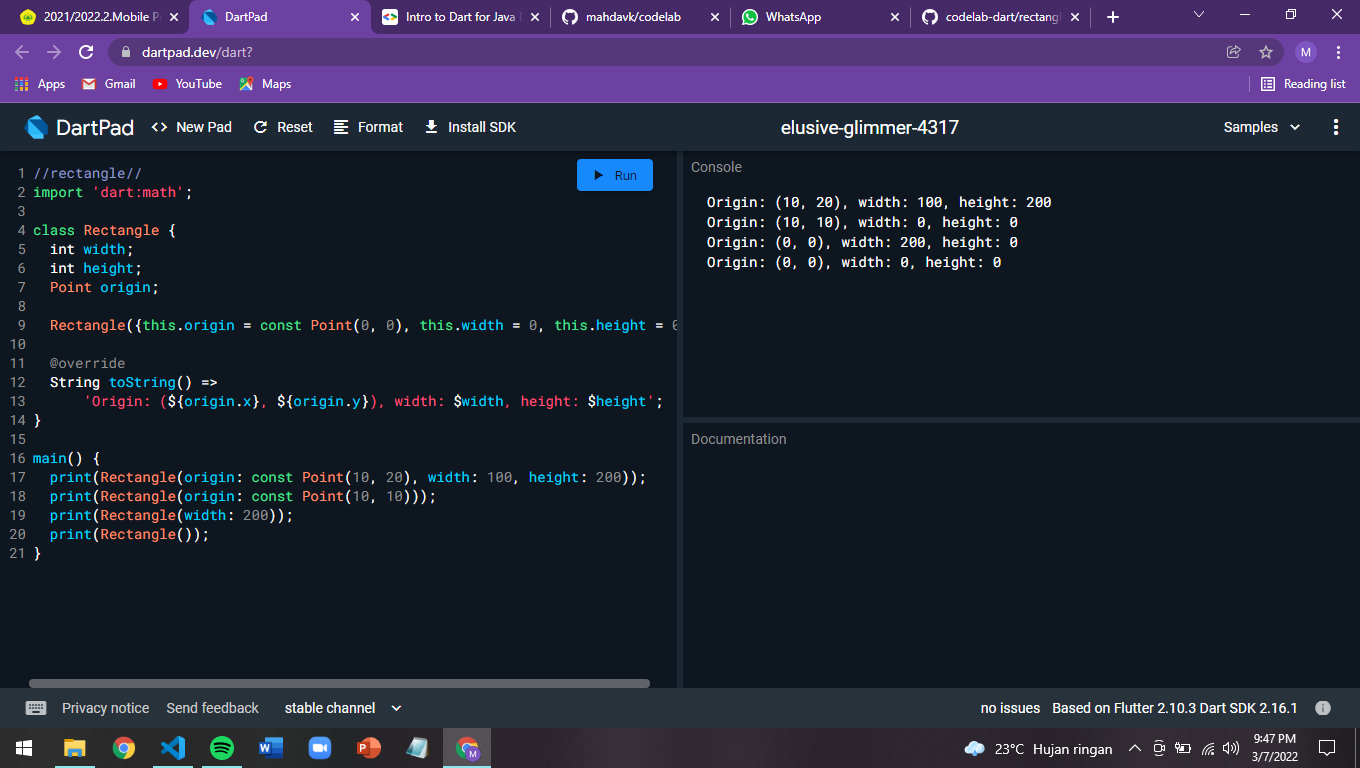 2021/2022.2.Mobile P
DartPad
Intro to Dart for Java
mahdavk/codelab
WhatsApp
codelab-dart/rectang
dartpad.dev/dart?
M
Apps
Gmail
YouTube
Maps
Reading list
DartPad
<> New Pad
Reset
Format
Install SDK
elusive-glimmer-4317
Samples
1 //rectangle//
2 import 'dart:math';
3
4 class Rectangle {
5 int width;
6 int height;
7 Point origin;
8
9 Rectangle({this.origin = const Point(0, 0), this.width = 0, this.height = 0
10
11 @override
12 String toString() =>
13 'Origin: (${origin.x}, ${origin.y}), width: $width, height: $height';
14 }
15
16 main() {
17 print(Rectangle(origin: const Point(10, 20), width: 100, height: 200));
18 print(Rectangle(origin: const Point(10, 10)));
19 print(Rectangle(width: 200));
20 print(Rectangle());
21 }
Run
Console
Origin: (10, 20), width: 100, height: 200
Origin: (10, 10), width: 0, height: 0
Origin: (0, 0), width: 200, height: 0
Origin: (0, 0), width: 0, height: 0
Documentation
Privacy notice
Send feedback
stable channel
no issues
Based on Flutter 2.10.3 Dart SDK 2.16.1
23°C Hujan ringan
9:47 PM
3/7/2022